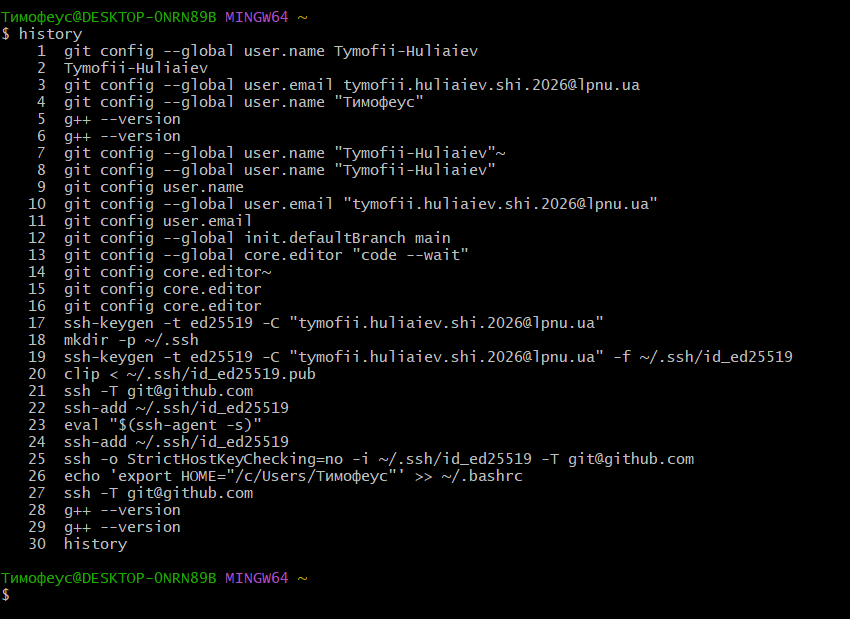 Тимофеус@DESKTOP-0NRN89B MINGW64 ~
$ history
    1  git config --global user.name Tymofii-Huliaiev
    2  Tymofii-Huliaiev
    3  git config --global user.email tymofii.huliaiev.shi.2026@lpnu.ua
    4  git config --global user.name "Тимофеус"
    5  g++ --version
    6  g++ --version
    7  git config --global user.name "Tymofii-Huliaiev"~
    8  git config --global user.name "Tymofii-Huliaiev"
    9  git config user.name
   10  git config --global user.email "tymofii.huliaiev.shi.2026@lpnu.ua"
   11  git config user.email
   12  git config --global init.defaultBranch main
   13  git config --global core.editor "code --wait"
   14  git config core.editor~
   15  git config core.editor
   16  git config core.editor
   17  ssh-keygen -t ed25519 -C "tymofii.huliaiev.shi.2026@lpnu.ua"
   18  mkdir -p ~/.ssh
   19  ssh-keygen -t ed25519 -C "tymofii.huliaiev.shi.2026@lpnu.ua" -f ~/.ssh/id_ed25519
   20  clip < ~/.ssh/id_ed25519.pub
   21  ssh -T git@github.com
   22  ssh-add ~/.ssh/id_ed25519
   23  eval "$(ssh-agent -s)"
   24  ssh-add ~/.ssh/id_ed25519
   25  ssh -o StrictHostKeyChecking=no -i ~/.ssh/id_ed25519 -T git@github.com
   26  echo 'export HOME="/c/Users/Тимофеус"' >> ~/.bashrc
   27  ssh -T git@github.com
   28  g++ --version
   29  g++ --version
   30  history
Тимофеус@DESKTOP-0NRN89B MINGW64 ~
$